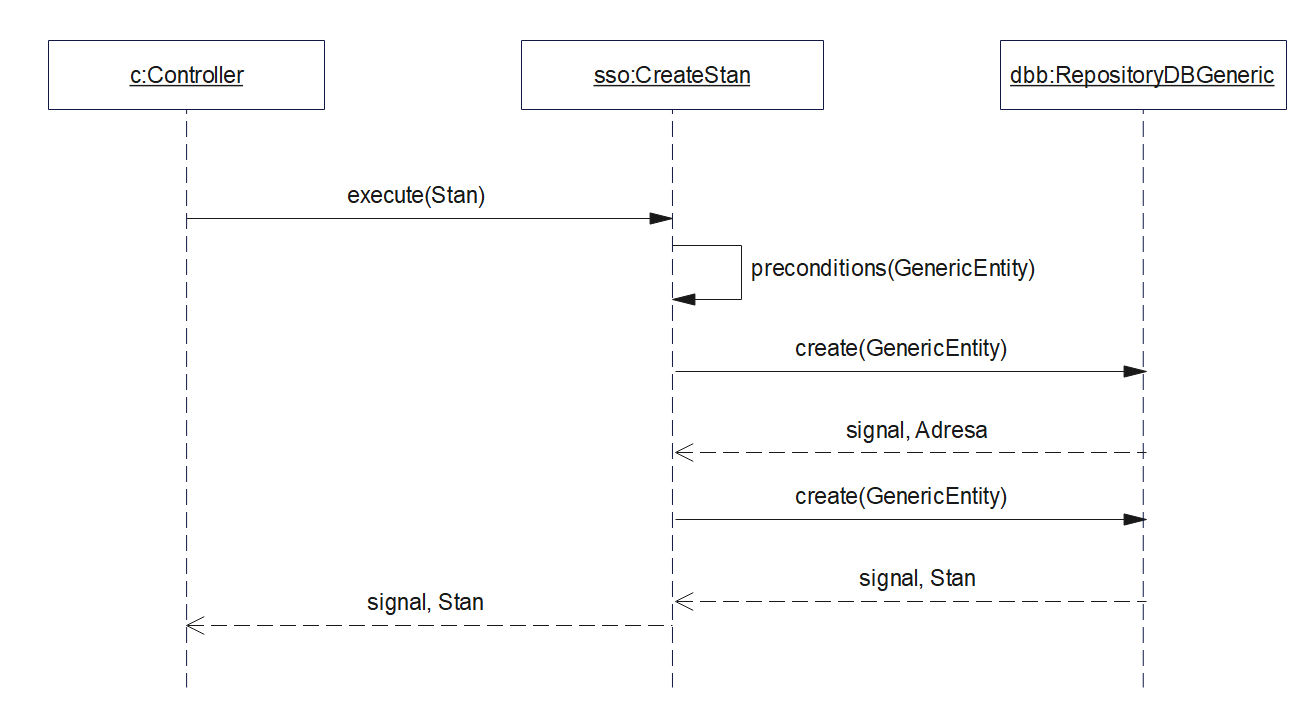 c:Controller
sso:CreateStan
dbb:RepositoryDBGeneric
execute(Stan)
preconditions(GenericEntity)
create(GenericEntity)
signal, Adresa
create(GenericEntity)
signal, Stan
signal, Stan